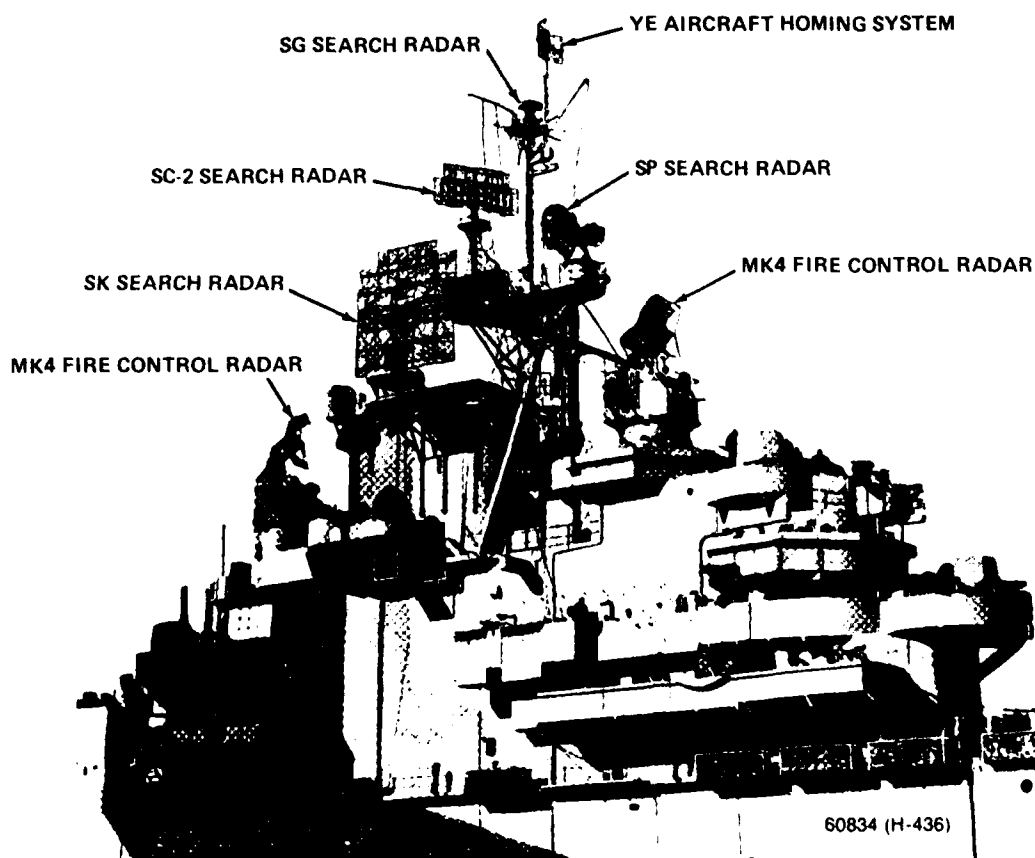 YE AIRCRAFT HOMING SYSTEM
SG SEARCH RADAR
SC-2 SEARCH RADAR
SP SEARCH RADAR
MK4 FIRE CONTROL RADAR
SK SEARCH RADAR
MK4 FIRE CONTROL RADAR
60834 (H-436)